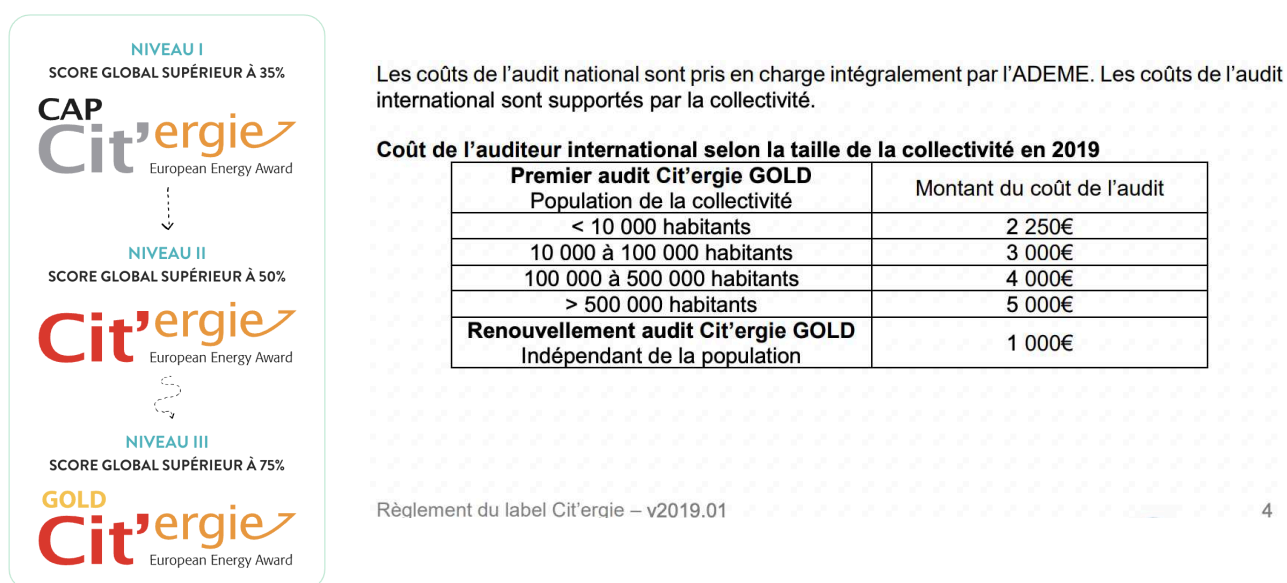 NIVEAU I
SCORE GLOBAL SUPÉRIEUR À 35%
CAP
Cit'ergie
European Energy Award
NIVEAU II
SCORE GLOBAL SUPÉRIEUR À 50%
Cit'ergie
European Energy Award
NIVEAU III
SCORE GLOBAL SUPÉRIEUR À 75%
GOLD
Cit'ergie
European Energy Award
Les coûts de l'audit national sont pris en charge intégralement par l'ADEME. Les coûts de l'audit
international sont supportés par la collectivité.
Coût de l'auditeur international selon la taille de la collectivité en 2019
Premier audit Cit'ergie GOLD
Population de la collectivité
Montant du coût de l'audit
< 10 000 habitants 2 250€
10 000 à 100 000 habitants 3 000€
100 000 à 500 000 habitants 4 000€
> 500 000 habitants 5 000€
Renouvellement audit Cit'ergie GOLD
Indépendant de la population
1 000€
Règlement du label Cit'ergie – v2019.01 4